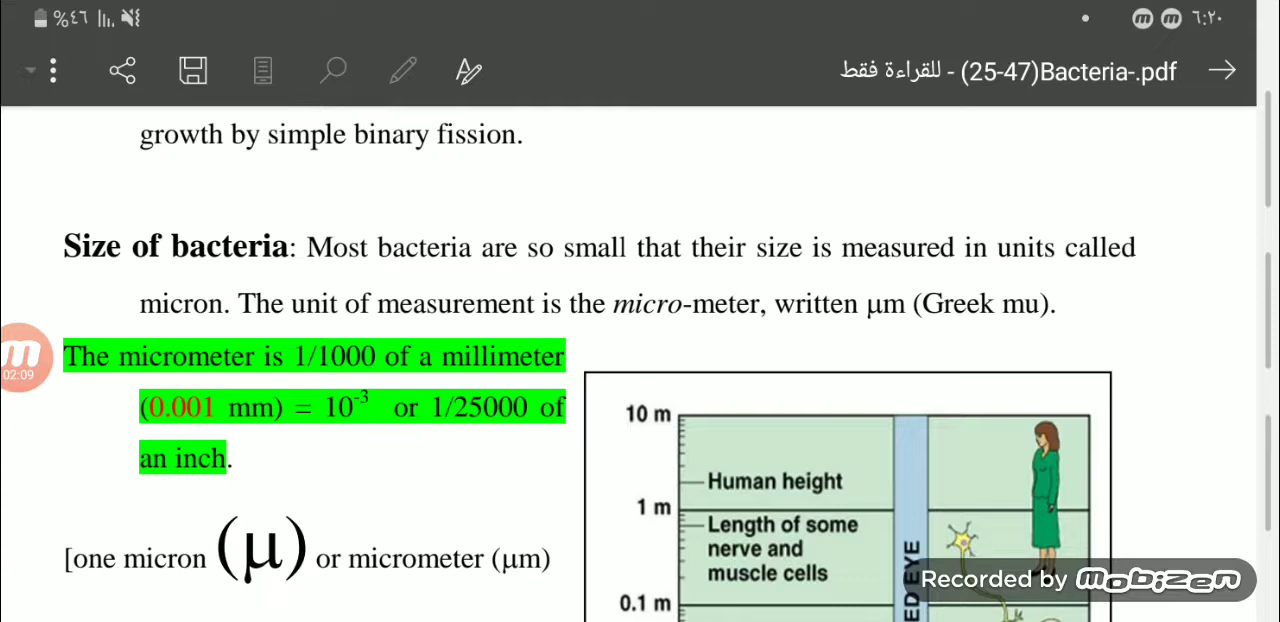 %٤٦
٦:٢٠
للقراءة فقط - (25-47)Bacteria-.pdf
growth by simple binary fission.
Size of bacteria: Most bacteria are so small that their size is measured in units called
micron. The unit of measurement is the micro-meter, written µm (Greek mu).
The micrometer is 1/1000 of a millimeter
(0.001 mm) = 10⁻³ or 1/25000 of
an inch.
[one micron (µ) or micrometer (µm)
02:09
10 m
Human height
1 m
Length of some
nerve and
muscle cells
0.1 m
ED EYE
Recorded by mobizen